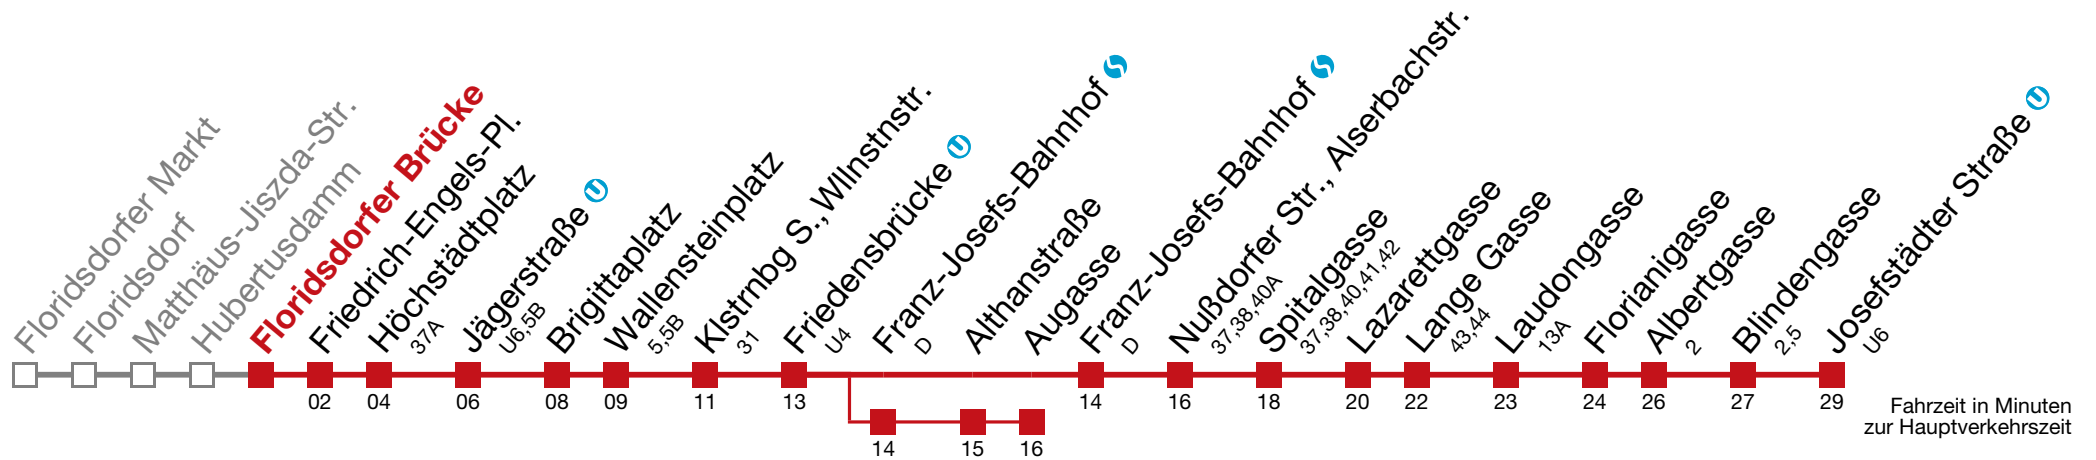 Floridsdorfer Markt
Floridsdorf
Matthäus-Jiszda-Str.
Hubertusdamm
Floridsdorfer Brücke
Friedrich-Engels-Pl.
02
Höchstädtplatz
37A
04
Jägerstraße U
U6,5B
06
Brigittaplatz
08
Wallensteinplatz
5,5B
09
Klstrnbg S., Wllnstnstr.
31
11
Friedensbrücke U
U4
13
Franz-Josefs-Bahnhof S
D
14
Althanstraße
15
Augasse
16
Franz-Josefs-Bahnhof S
D
14
Nußdorfer Str., Alserbachstr.
37,38,40A
16
Spitalgasse
37,38,40,41,42
18
Lazarettgasse
20
Lange Gasse
43,44
22
Laudongasse
13A
23
Florianigasse
24
Albertgasse
2
26
Blindengasse
2,5
27
Josefstädter Straße U
U6
29
Fahrzeit in Minuten
zur Hauptverkehrszeit